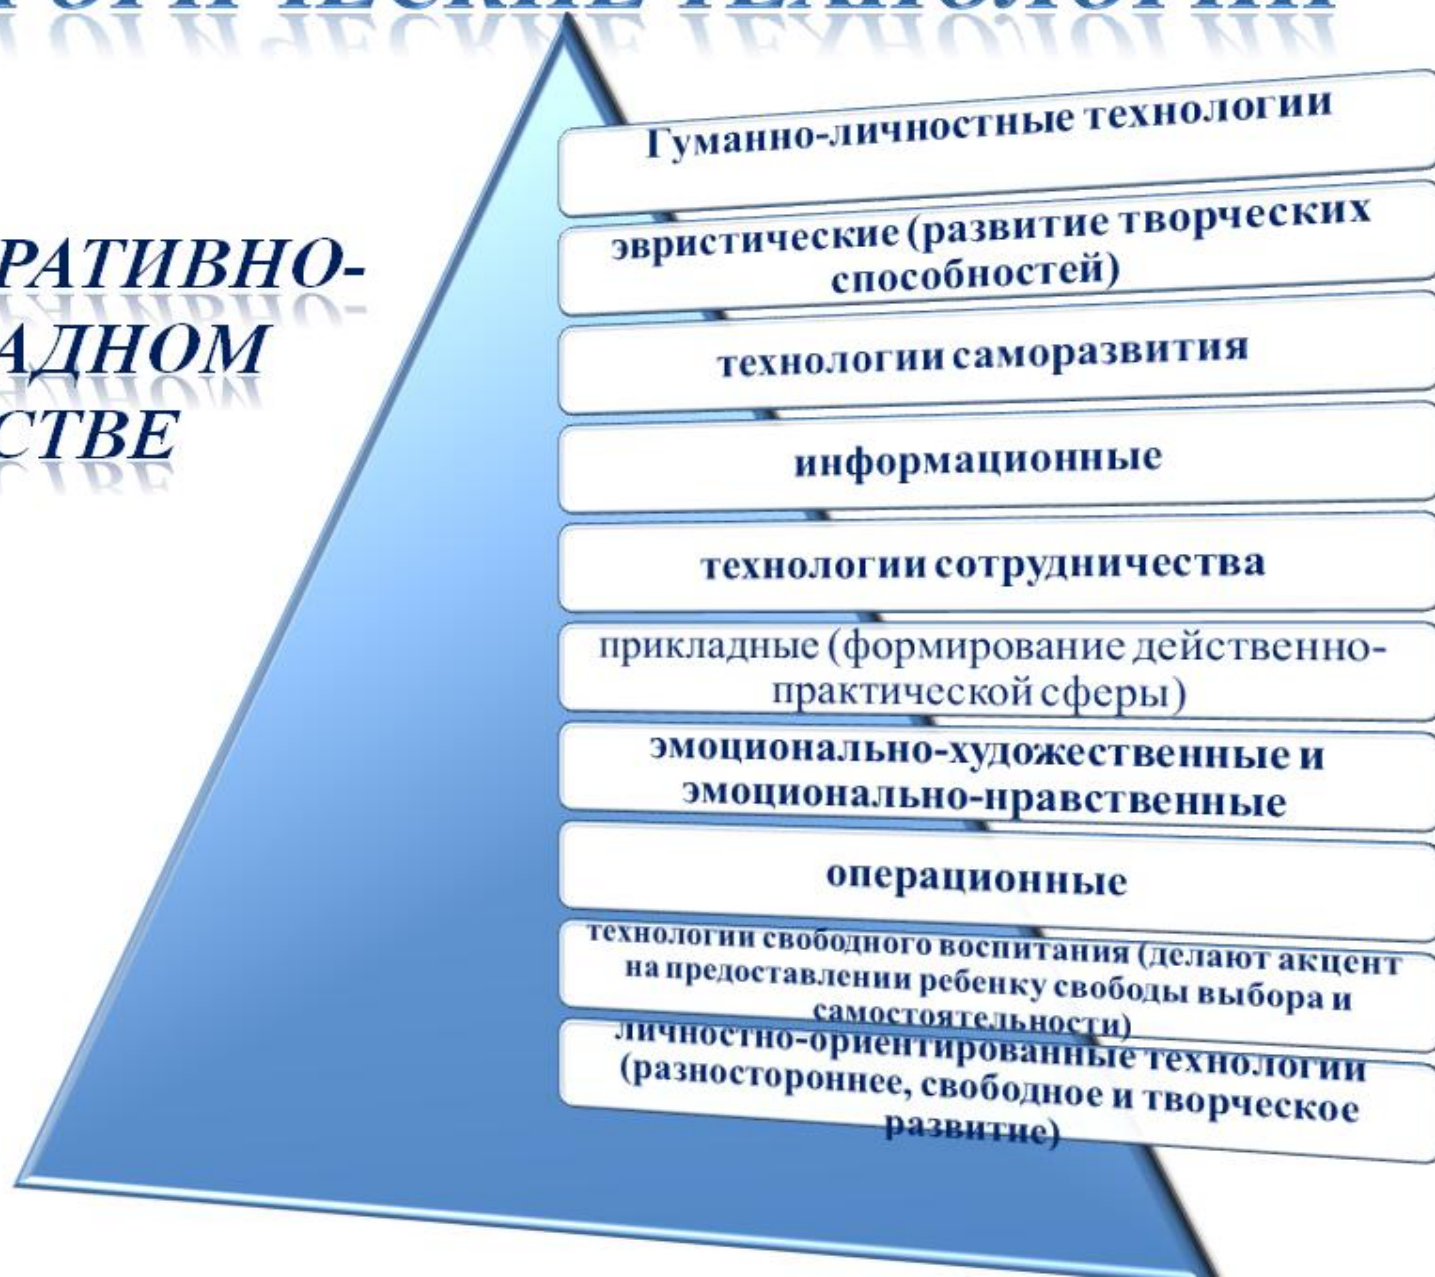 ТЕХНОЛОГИИ
РАТИВНО-
АДНОМ
СТВЕ
Гуманно-личностные технологии
эвристические (развитие творческих
способностей)
технологии саморазвития
информационные
технологии сотрудничества
прикладные (формирование действенно-
практической сферы)
эмоционально-художественные и
эмоционально-нравственные
операционные
технологии свободного воспитания (делают акцент
на предоставлении ребенку свободы выбора и
самостоятельности)
личностно-ориентированные технологии
(разностороннее, свободное и творческое
развитие)